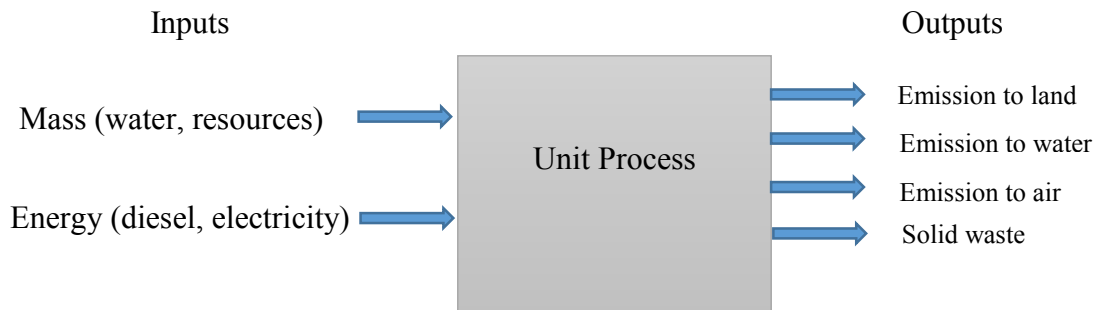 Inputs
Outputs
Mass (water, resources)
Energy (diesel, electricity)
Unit Process
Emission to land
Emission to water
Emission to air
Solid waste